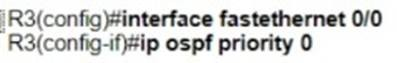 R3(config)#interface fastethernet 0/0
R3(config-if)#ip ospf priority 0